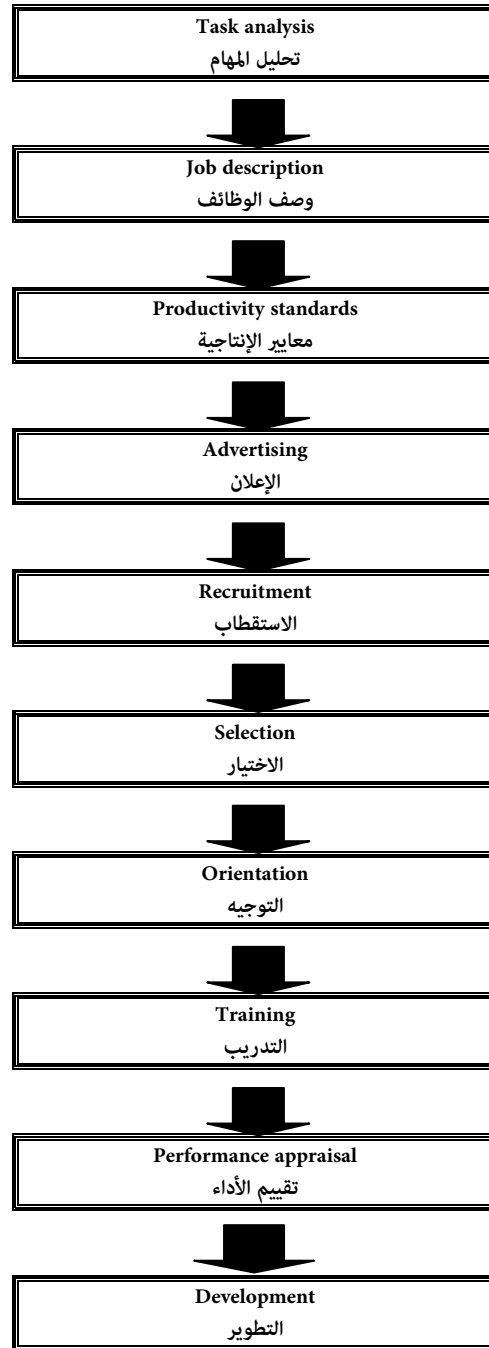 Task analysis
تحليل المهام
Job description
وصف الوظائف
Productivity standards
معايير الإنتاجية
Advertising
الإعلان
Recruitment
الاستقطاب
Selection
الاختيار
Orientation
التوجيه
Training
التدريب
Performance appraisal
تقييم الأداء
Development
التطوير